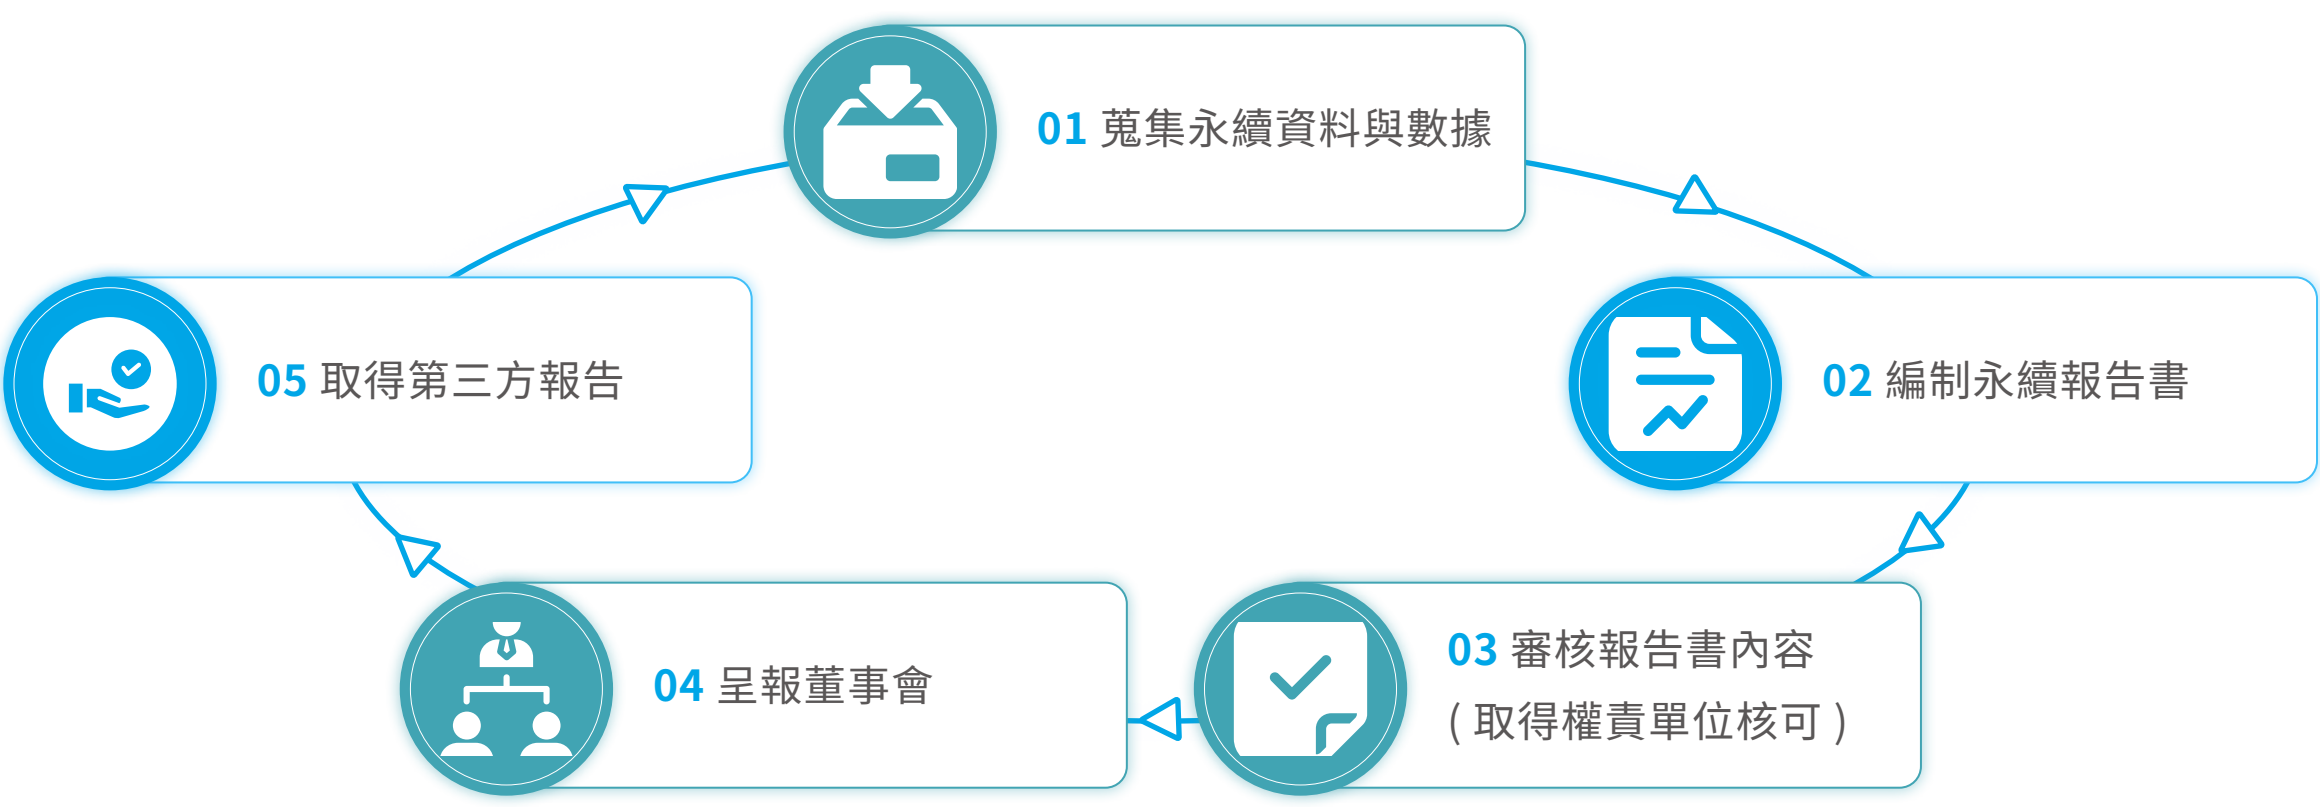 01 蒐集永續資料與數據
02 編制永續報告書
03 審核報告書內容
( 取得權責單位核可 )
04 呈報董事會
05 取得第三方報告